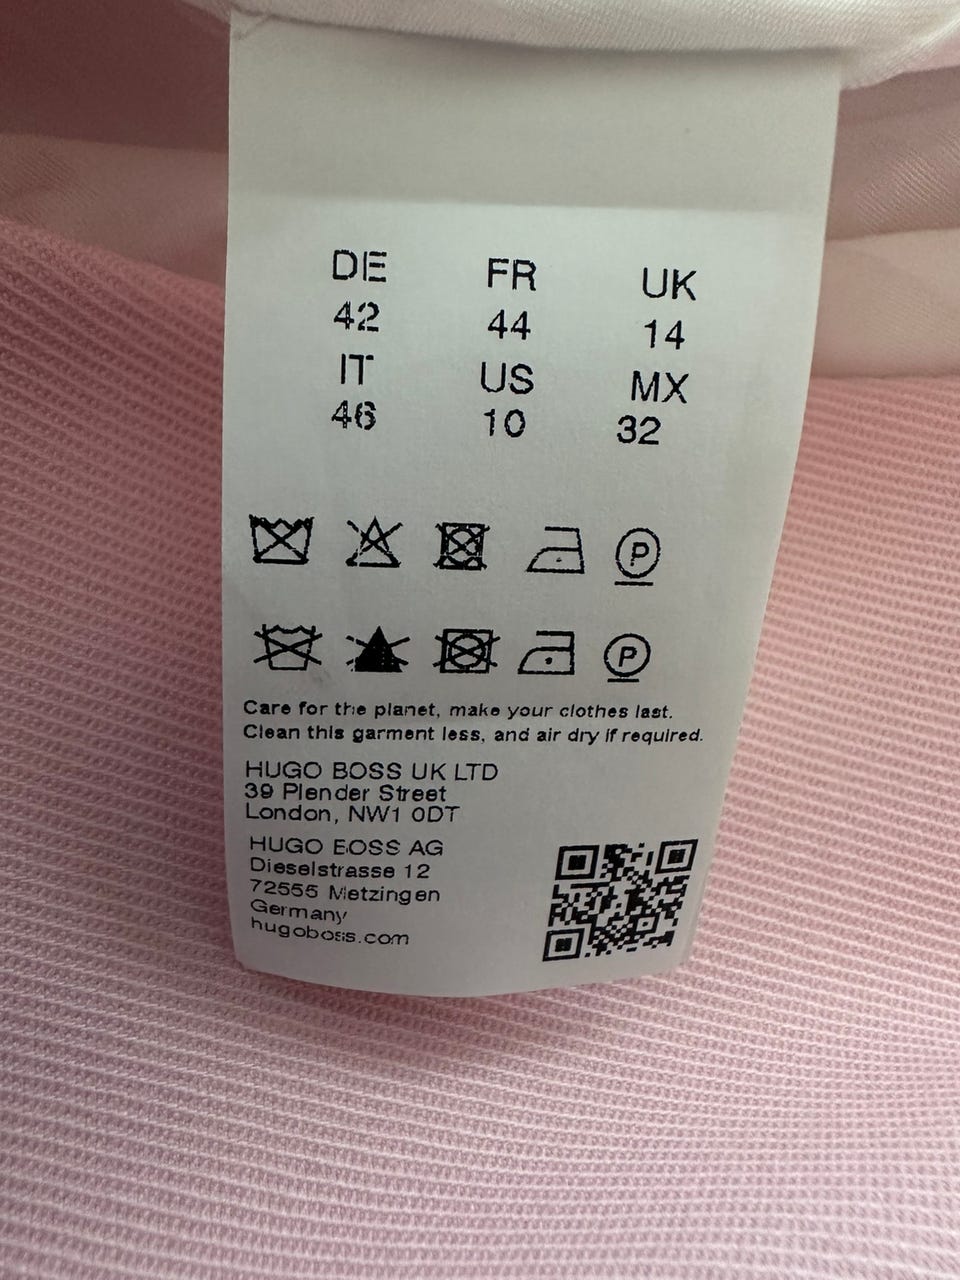 DE FR UK
42 44 14
IT US MX
46 10 32
P
P
Care for the planet, make your clothes last.
Clean this garment less, and air dry if required.
HUGO BOSS UK LTD
39 Plender Street
London, NW1 0DT
HUGO BOSS AG
Dieselstrasse 12
72555 Metzingen
Germany
hugoboss.com